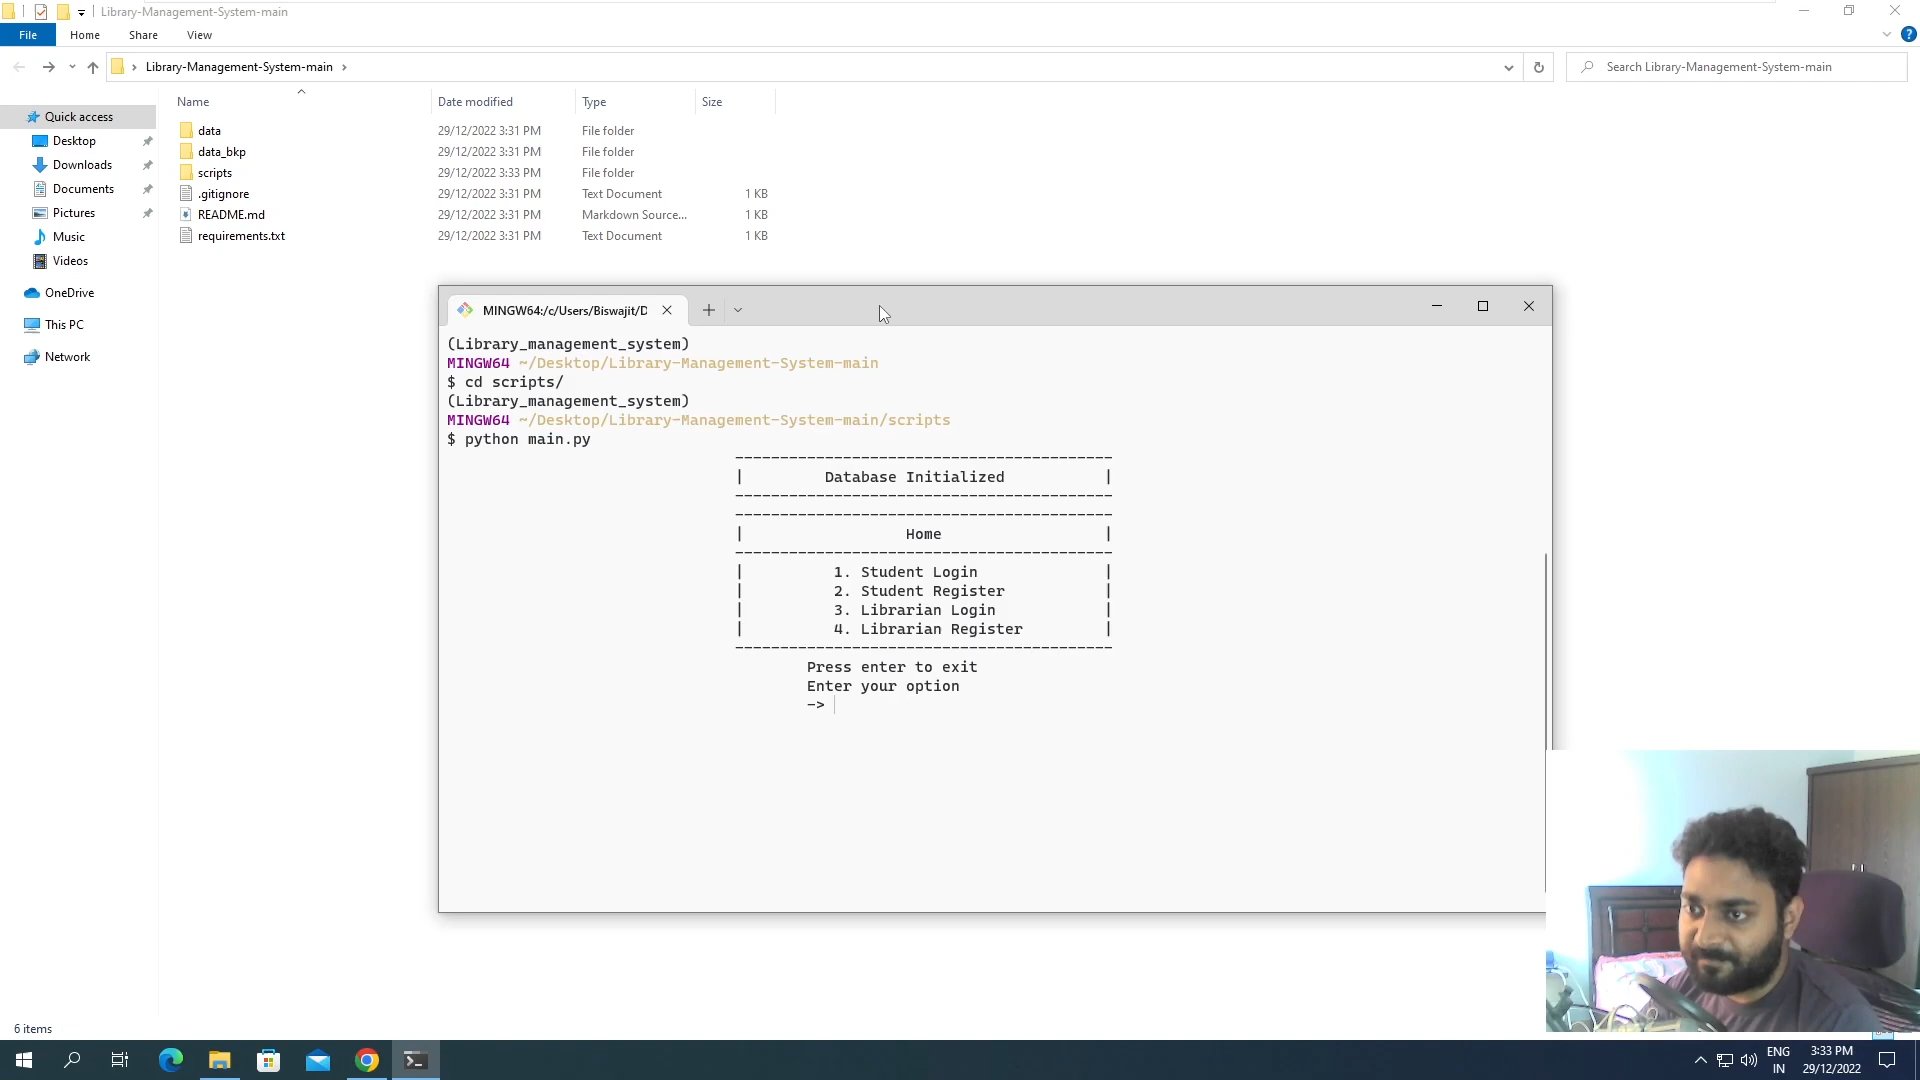 Library-Management-System-main
File Home Share View
Library-Management-System-main
Search Library-Management-System-main
Name Date modified Type Size
Quick access
Desktop
Downloads
Documents
Pictures
Music
Videos
OneDrive
This PC
Network
data 29/12/2022 3:31 PM File folder
data_bkp 29/12/2022 3:31 PM File folder
scripts 29/12/2022 3:33 PM File folder
.gitignore 29/12/2022 3:31 PM Text Document 1 KB
README.md 29/12/2022 3:31 PM Markdown Source... 1 KB
requirements.txt 29/12/2022 3:31 PM Text Document 1 KB
MINGW64:/c/Users/Biswajit/D
(Library_management_system)
MINGW64 ~/Desktop/Library-Management-System-main
$ cd scripts/
(Library_management_system)
MINGW64 ~/Desktop/Library-Management-System-main/scripts
$ python main.py
------------------------------------------
| Database Initialized |
------------------------------------------
------------------------------------------
| Home |
------------------------------------------
| 1. Student Login |
| 2. Student Register |
| 3. Librarian Login |
| 4. Librarian Register |
------------------------------------------
Press enter to exit
Enter your option
->
6 items
ENG
IN
3:33 PM
29/12/2022